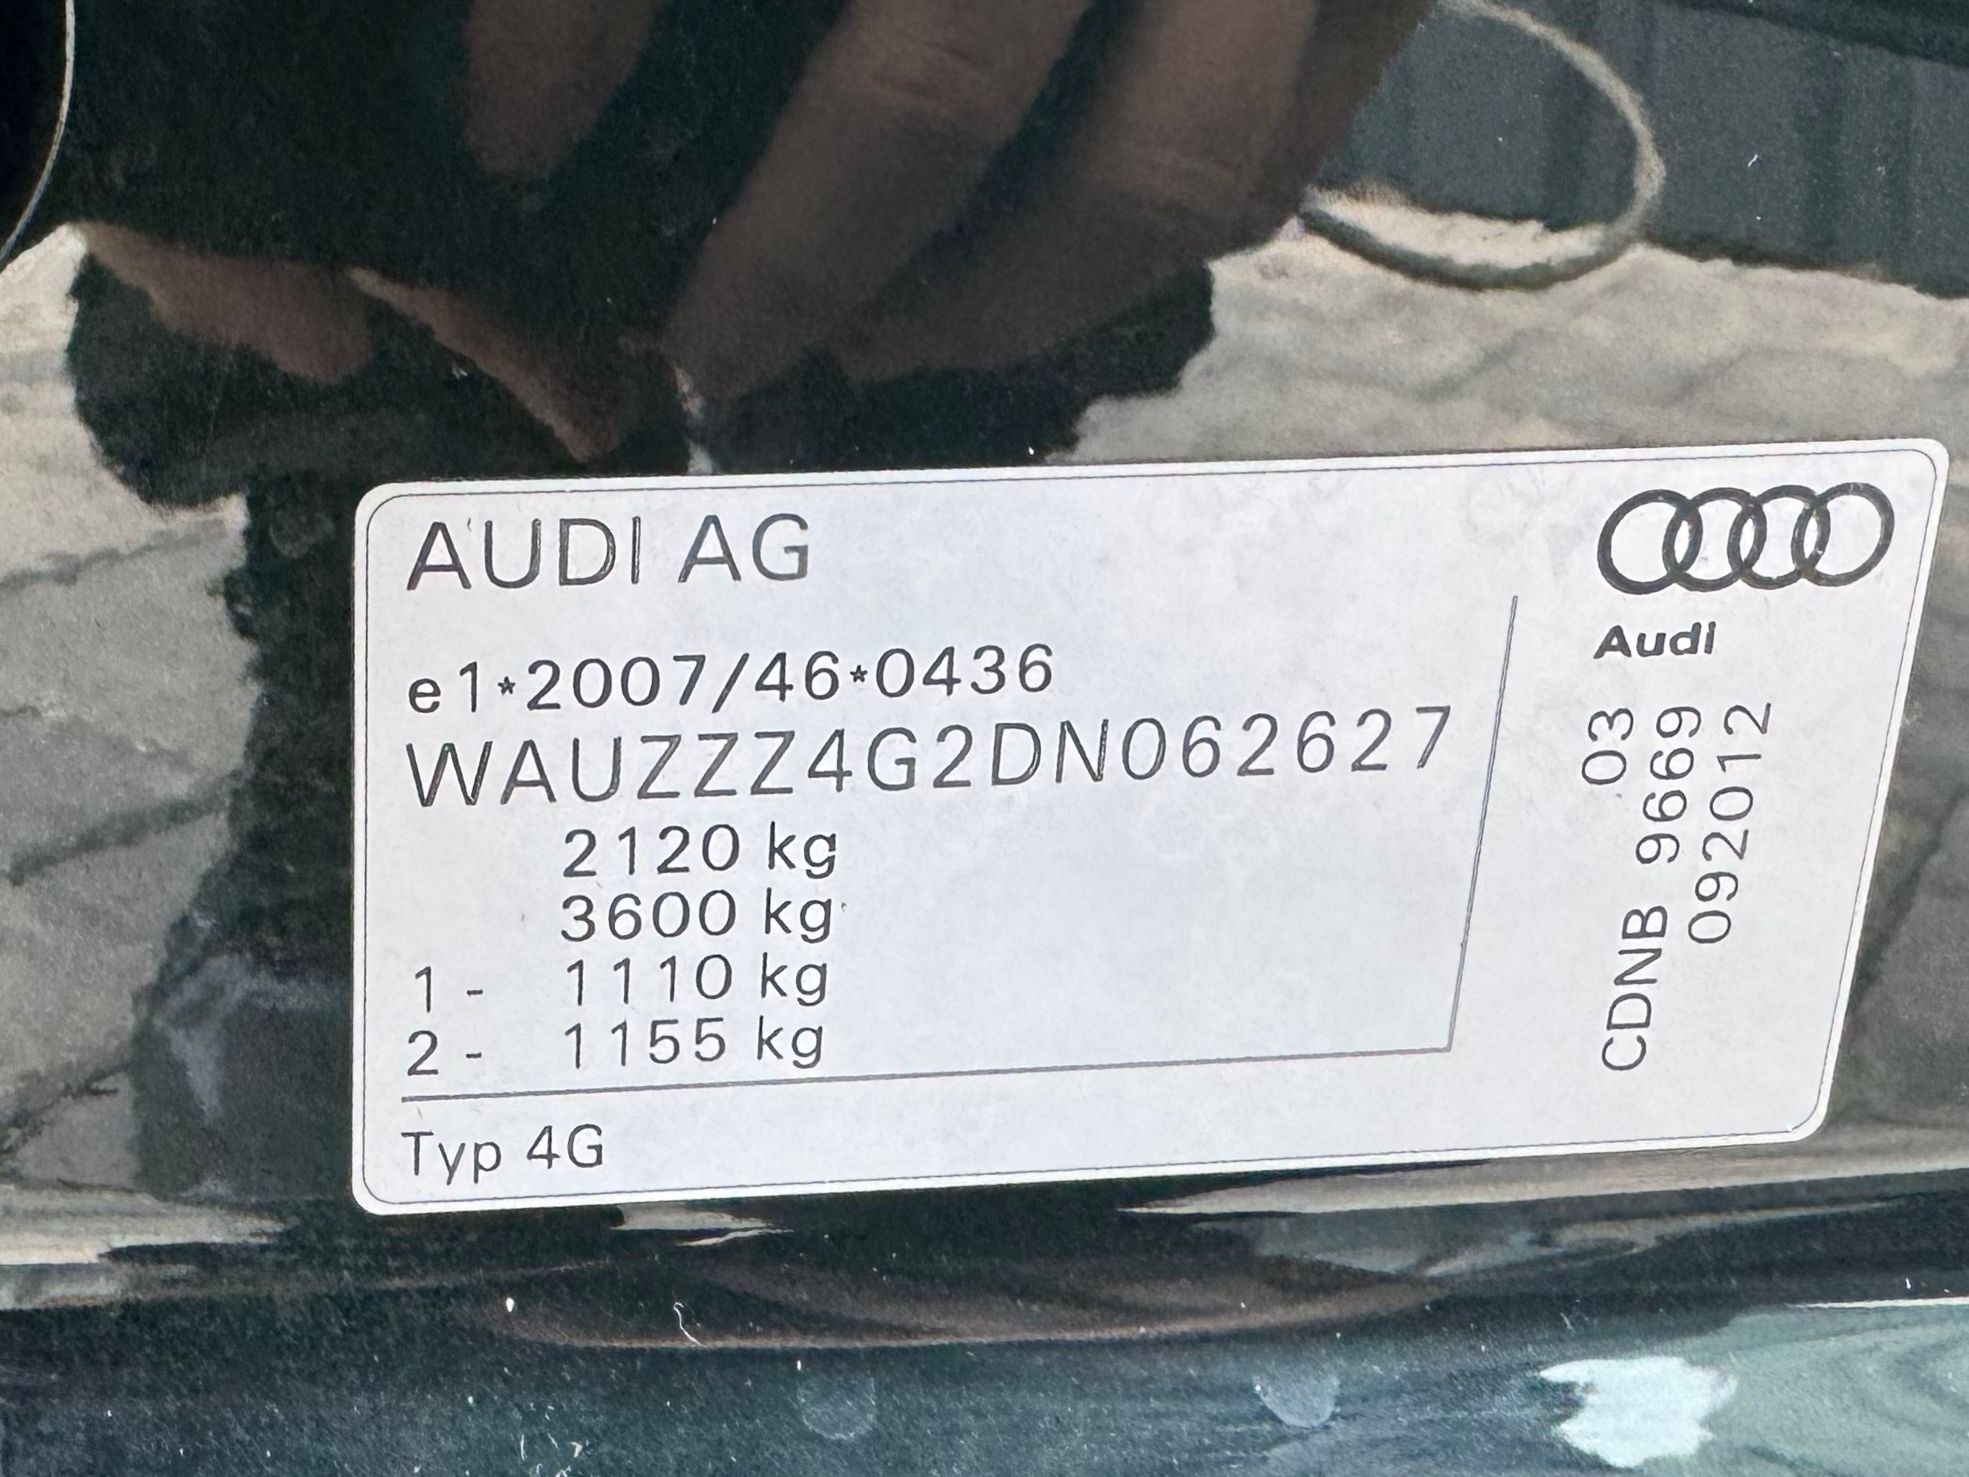 AUDI AG
e1*2007/46*0436
WAUZZZ4G2DN062627
2120 kg
3600 kg
1 - 1110 kg
2 - 1155 kg
Typ 4G
Audi
03
CDNB 9669
092012